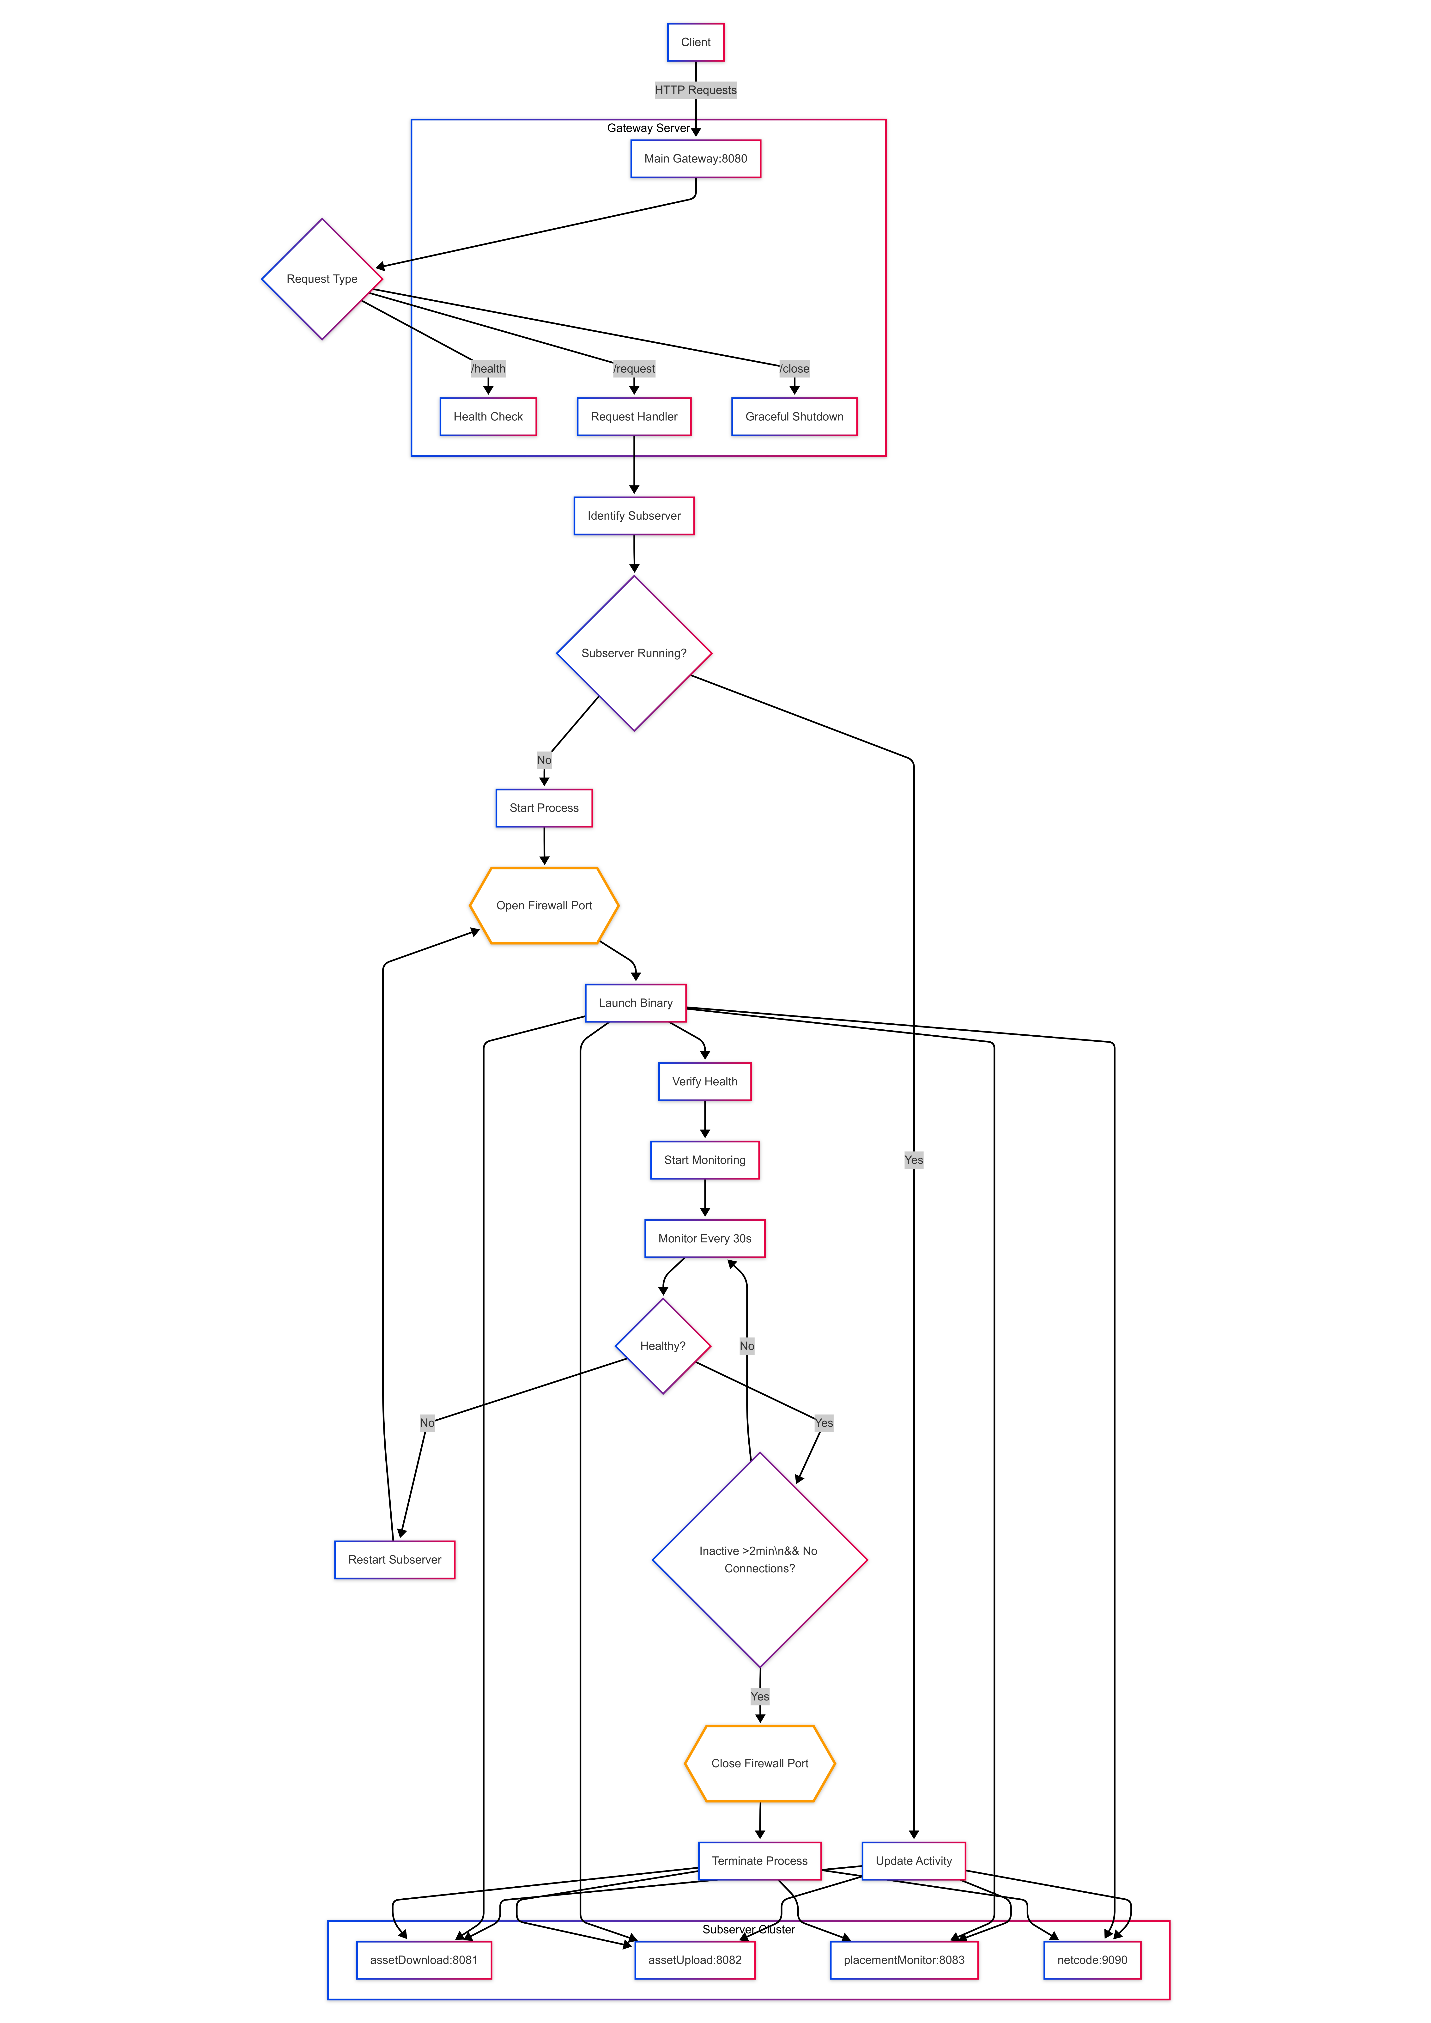 Client
HTTP Requests
Gateway Server
Main Gateway:8080
Request Type
/health
/request
/close
Health Check
Request Handler
Graceful Shutdown
Identify Subserver
Subserver Running?
No
Start Process
Open Firewall Port
Launch Binary
Verify Health
Start Monitoring
Yes
Monitor Every 30s
Healthy?
No
No
Yes
Inactive >2min\n&& No
Connections?
Restart Subserver
Yes
Close Firewall Port
Terminate Process
Update Activity
Subserver Cluster
assetDownload:8081
assetUpload:8082
placementMonitor:8083
netcode:9090